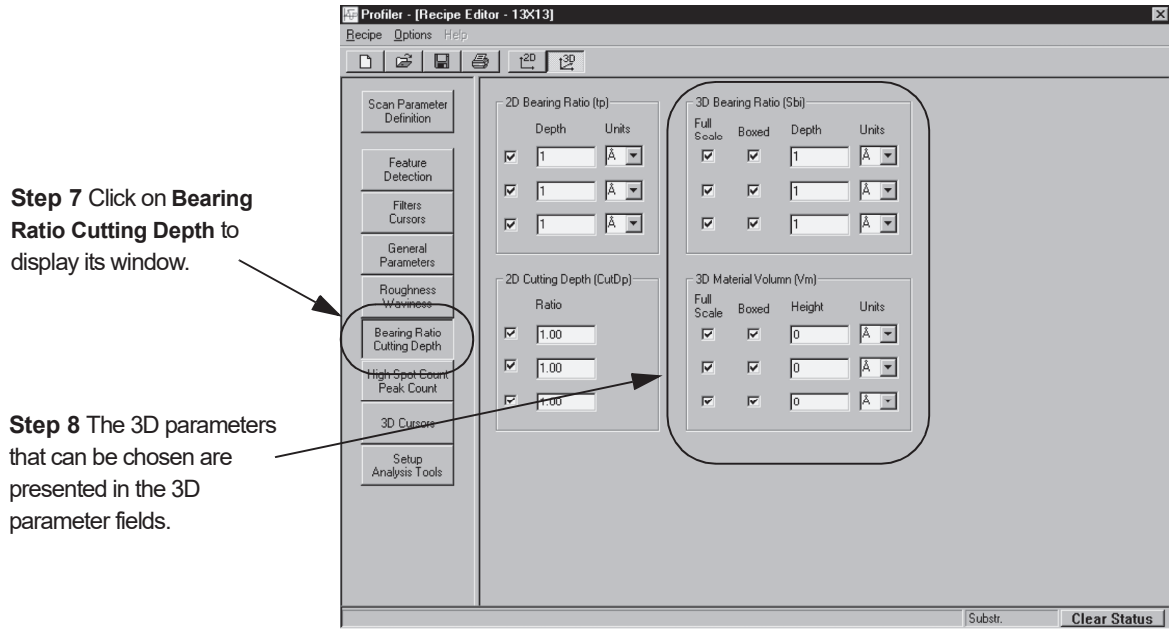 Profiler - [Recipe Editor - 13X13]
Recipe Options Help
2D 3D
Scan Parameter
Definition
Feature
Detection
Filters
Cursors
General
Parameters
Roughness
Waviness
Bearing Ratio
Cutting Depth
High Spot Count
Peak Count
3D Cursors
Setup
Analysis Tools
2D Bearing Ratio (tp)
Depth Units
1 Å
1 Å
1 Å
2D Cutting Depth (CutDp)
Ratio
1.00
1.00
1.00
3D Bearing Ratio (Sbi)
Full
Scale Boxed Depth Units
1 Å
1 Å
1 Å
3D Material Volumn (Vm)
Full
Scale Boxed Height Units
0 Å
0 Å
0 Å
Substr. Clear Status
Step 7 Click on Bearing
Ratio Cutting Depth to
display its window.
Step 8 The 3D parameters
that can be chosen are
presented in the 3D
parameter fields.